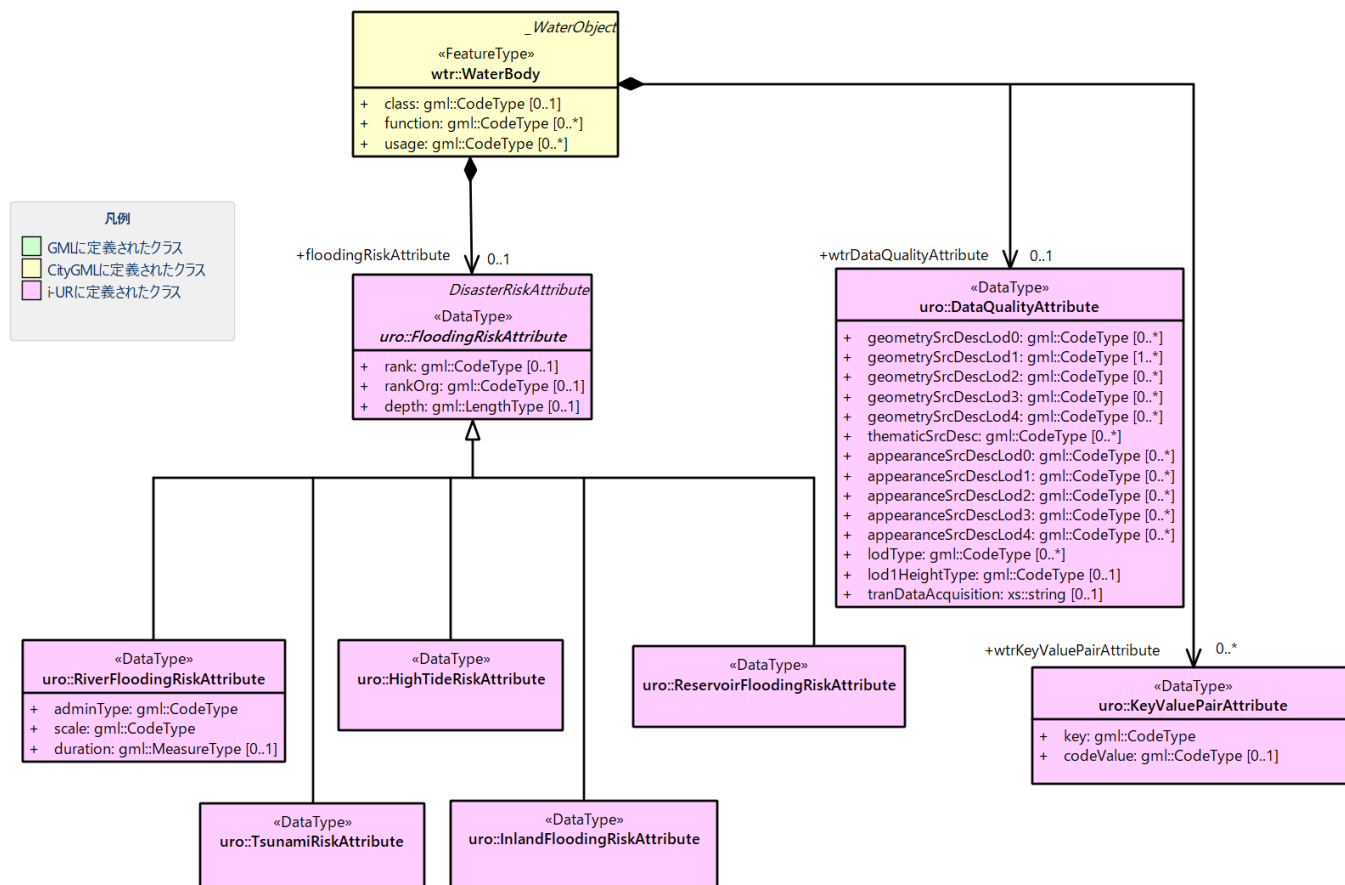 _WaterObject
«FeatureType»
wtr::WaterBody
+ class: gml::CodeType [0..1]
+ function: gml::CodeType [0..*]
+ usage: gml::CodeType [0..*]
凡例
GMLに定義されたクラス
CityGMLに定義されたクラス
i-URに定義されたクラス
+floodingRiskAttribute
0..1
DisasterRiskAttribute
«DataType»
uro::FloodingRiskAttribute
+ rank: gml::CodeType [0..1]
+ rankOrg: gml::CodeType [0..1]
+ depth: gml::LengthType [0..1]
+wtrDataQualityAttribute
0..1
«DataType»
uro::DataQualityAttribute
+ geometrySrcDescLod0: gml::CodeType [0..*]
+ geometrySrcDescLod1: gml::CodeType [1..*]
+ geometrySrcDescLod2: gml::CodeType [0..*]
+ geometrySrcDescLod3: gml::CodeType [0..*]
+ geometrySrcDescLod4: gml::CodeType [0..*]
+ thematicSrcDesc: gml::CodeType [0..*]
+ appearanceSrcDescLod0: gml::CodeType [0..*]
+ appearanceSrcDescLod1: gml::CodeType [0..*]
+ appearanceSrcDescLod2: gml::CodeType [0..*]
+ appearanceSrcDescLod3: gml::CodeType [0..*]
+ appearanceSrcDescLod4: gml::CodeType [0..*]
+ lodType: gml::CodeType [0..*]
+ lod1HeightType: gml::CodeType [0..1]
+ tranDataAcquisition: xs::string [0..1]
«DataType»
uro::RiverFloodingRiskAttribute
+ adminType: gml::CodeType
+ scale: gml::CodeType
+ duration: gml::MeasureType [0..1]
«DataType»
uro::HighTideRiskAttribute
«DataType»
uro::ReservoirFloodingRiskAttribute
+wtrKeyValuePairAttribute
0..*
«DataType»
uro::KeyValuePairAttribute
+ key: gml::CodeType
+ codeValue: gml::CodeType [0..1]
«DataType»
uro::TsunamiRiskAttribute
«DataType»
uro::InlandFloodingRiskAttribute